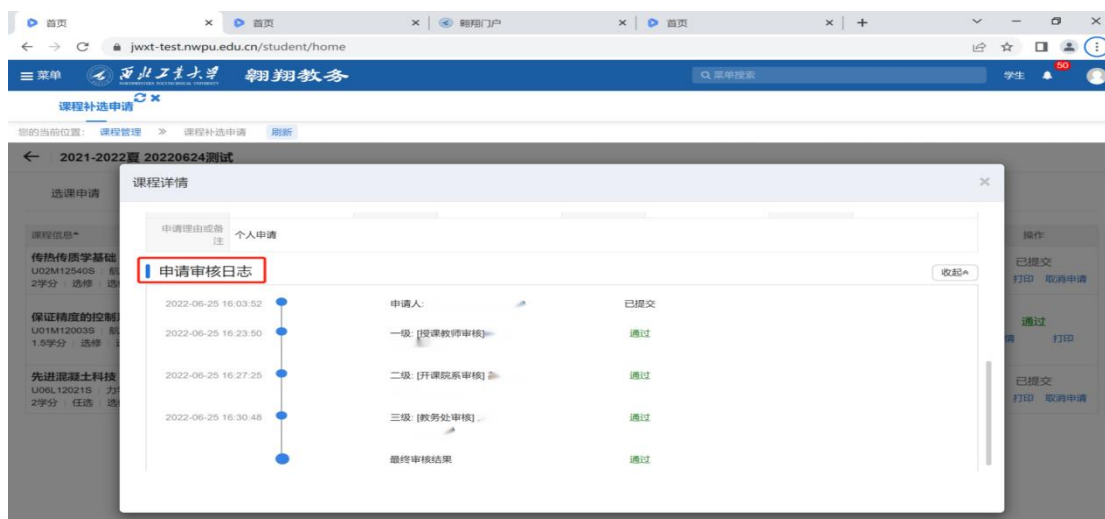 首页 首页 翱翔门户 首页
jwxt-test.nwpu.edu.cn/student/home
菜单 西北工业大学 翱翔教务 菜单搜索 学生 50
课程补选申请
您的当前位置: 课程管理 » 课程补选申请 刷新
2021-2022夏 20220624测试
选课申请
课程详情
课程信息 操作
申请理由或备注 个人申请
传热传质学基础
U02M12540S 航
2学分 选修 选
已提交
打印 取消申请
申请审核日志 收起
2022-06-25 16:03:52 申请人: 已提交
保证精度的控制
U01M12003S 航
1.5学分 选修
通过
情 打印
2022-06-25 16:23:50 一级: [授课教师审核] 通过
先进混凝土科技
U06L12021S 力学
2学分 任选 选
已提交
打印 取消申请
2022-06-25 16:27:25 二级: [开课院系审核] 通过
2022-06-25 16:30:48 三级: [教务处审核] 通过
最终审核结果 通过